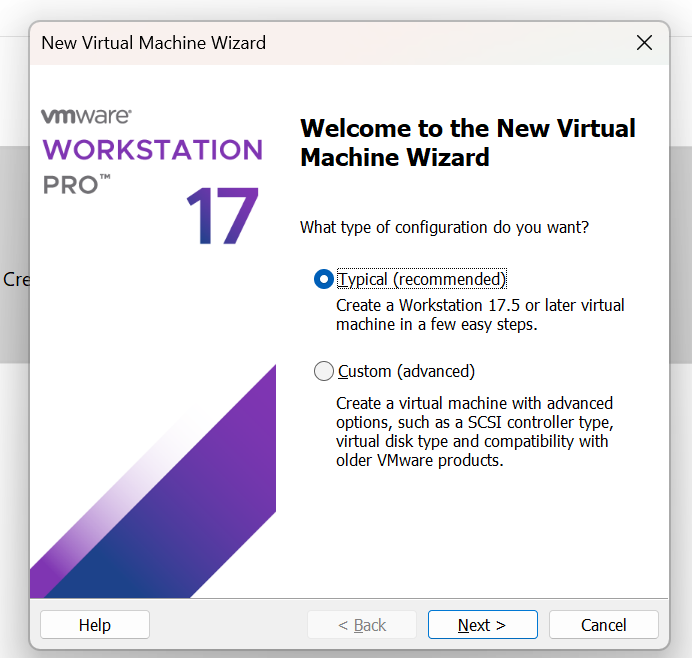 New Virtual Machine Wizard
vmware®
WORKSTATION
PRO™
17
Welcome to the New Virtual
Machine Wizard
What type of configuration do you want?
Cre
Typical (recommended)
Create a Workstation 17.5 or later virtual
machine in a few easy steps.
Custom (advanced)
Create a virtual machine with advanced
options, such as a SCSI controller type,
virtual disk type and compatibility with
older VMware products.
Help
< Back
Next >
Cancel